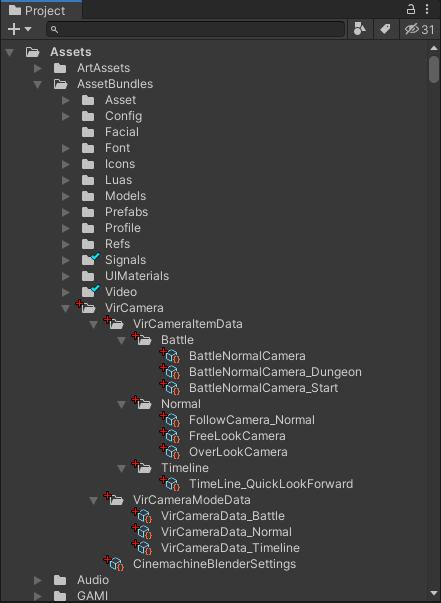 Project
31
Assets
ArtAssets
AssetBundles
Asset
Config
Facial
Font
Icons
Luas
Models
Prefabs
Profile
Refs
Signals
UIMaterials
Video
VirCamera
VirCameraItemData
Battle
BattleNormalCamera
BattleNormalCamera_Dungeon
BattleNormalCamera_Start
Normal
FollowCamera_Normal
FreeLookCamera
OverLookCamera
Timeline
TimeLine_QuickLookForward
VirCameraModeData
VirCameraData_Battle
VirCameraData_Normal
VirCameraData_Timeline
CinemachineBlenderSettings
Audio
GAMI